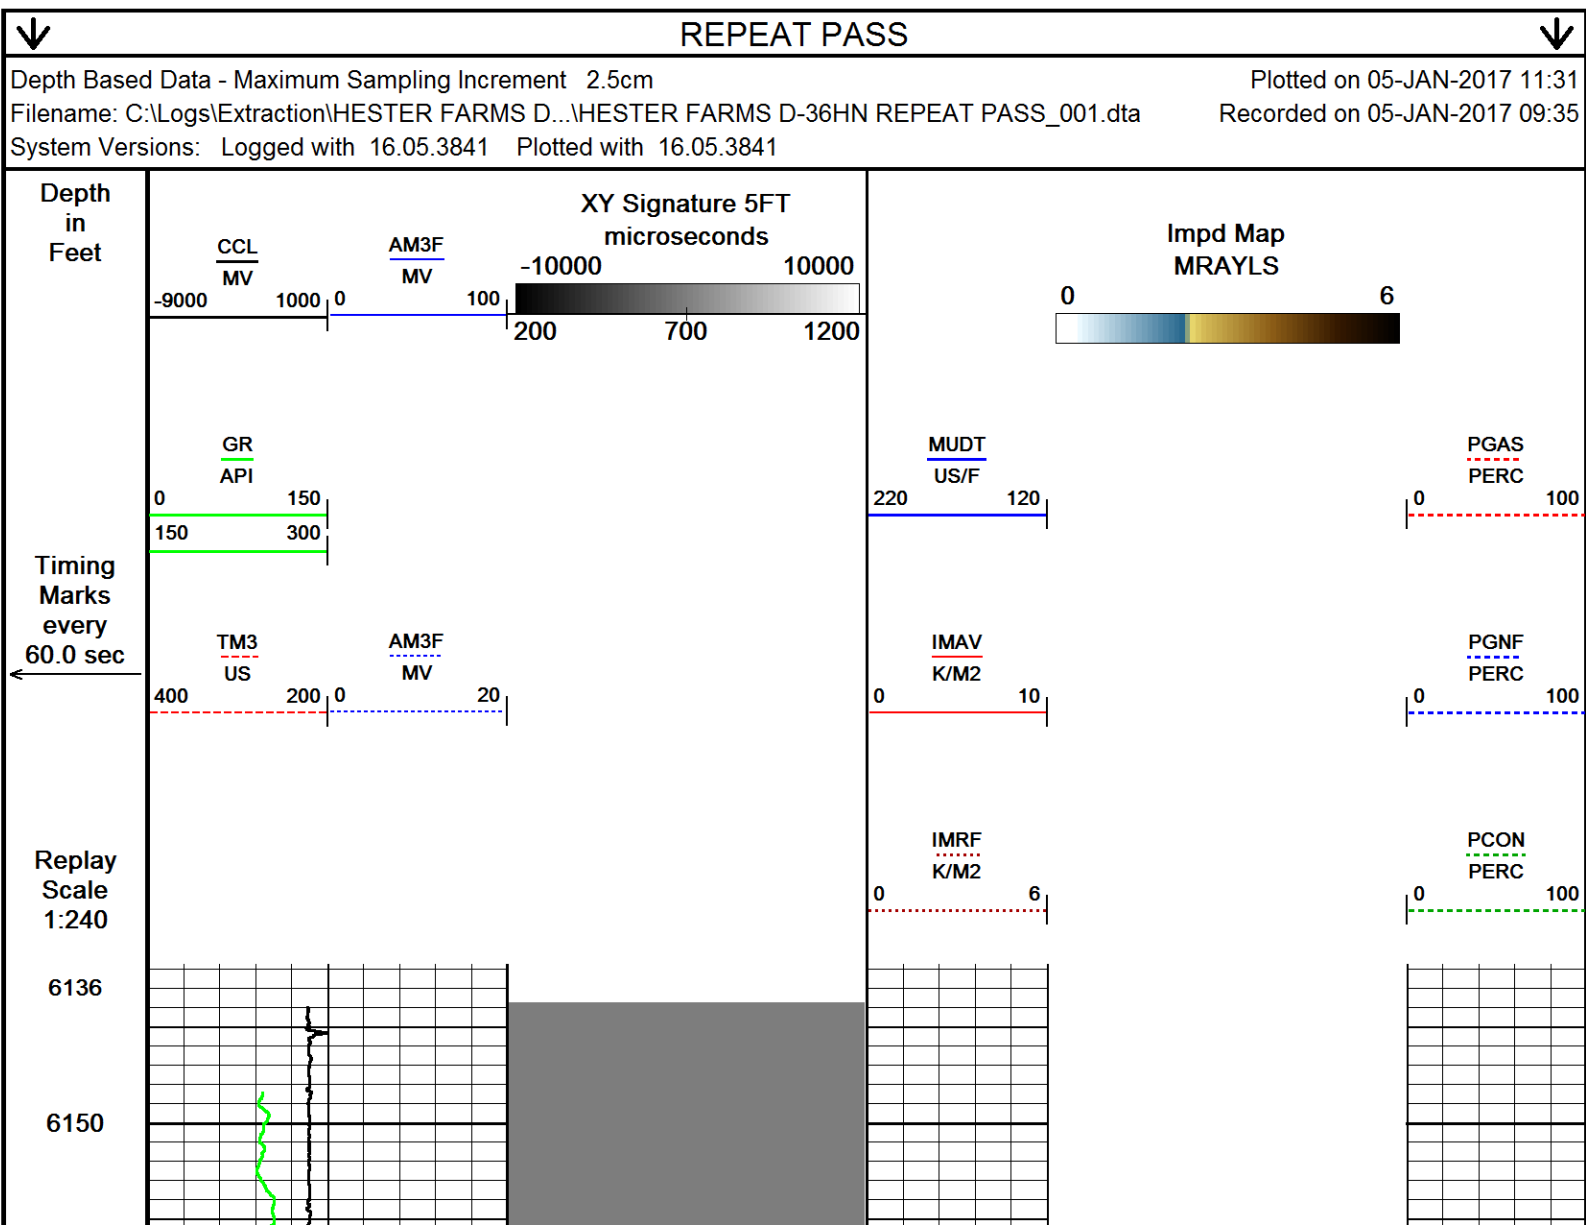 REPEAT PASS
Depth Based Data - Maximum Sampling Increment 2.5cm
Plotted on 05-JAN-2017 11:31
Filename: C:\Logs\Extraction\HESTER FARMS D...\HESTER FARMS D-36HN REPEAT PASS_001.dta
Recorded on 05-JAN-2017 09:35
System Versions: Logged with 16.05.3841 Plotted with 16.05.3841
Depth
in
Feet
CCL
MV
-9000 1000
AM3F
MV
0 100
XY Signature 5FT
microseconds
-10000 10000
200 700 1200
Impd Map
MRAYLS
0 6
GR
API
0 150
150 300
MUDT
US/F
220 120
PGAS
PERC
0 100
Timing
Marks
every
60.0 sec
TM3
US
400 200
AM3F
MV
0 20
IMAV
K/M2
0 10
PGNF
PERC
0 100
Replay
Scale
1:240
IMRF
K/M2
0 6
PCON
PERC
0 100
6136
6150